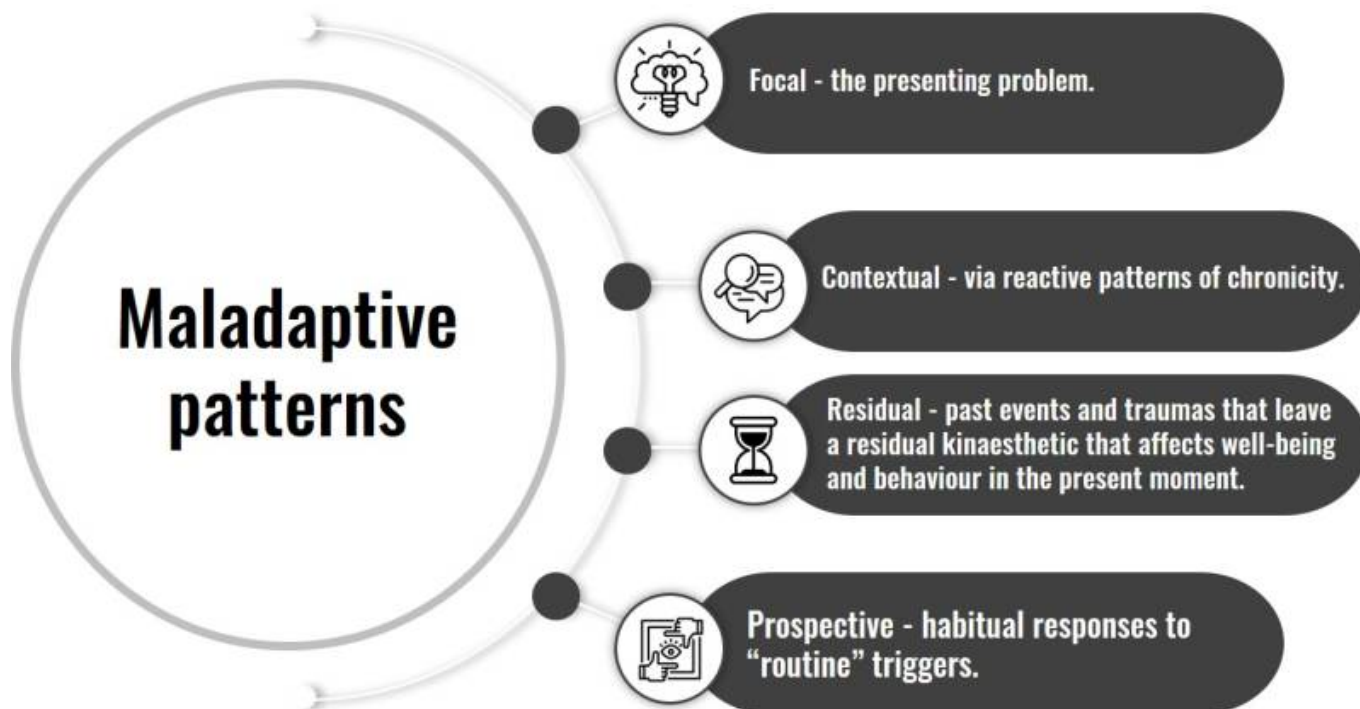 Maladaptive
patterns
Focal - the presenting problem.
Contextual - via reactive patterns of chronicity.
Residual - past events and traumas that leave
a residual kinaesthetic that affects well-being
and behaviour in the present moment.
Prospective - habitual responses to
“routine” triggers.